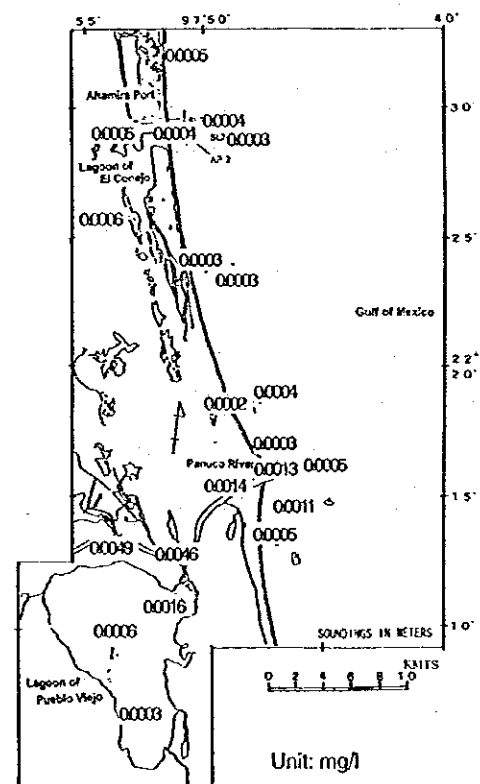 55' 97°50' 40'
0.0005
Altamira Port
30'
0.0004
0.0005 0.0004 0.0003
AP 2
Lagoon of
El Conejo
0.0006
25'
0.0003
0.0003
Gulf of Mexico
22°
20'
0.0004
0.0002
0.0003
Panuco River
0.0013 0.0005
0.0014
15'
0.0011
0.0005
0.0049 0.0046
0.0016
0.0006
10'
SOUNDINGS IN METERS
KMTS
Lagoon of
Pueblo Viejo
0 2 4 6 8 10
0.0003
Unit: mg/l